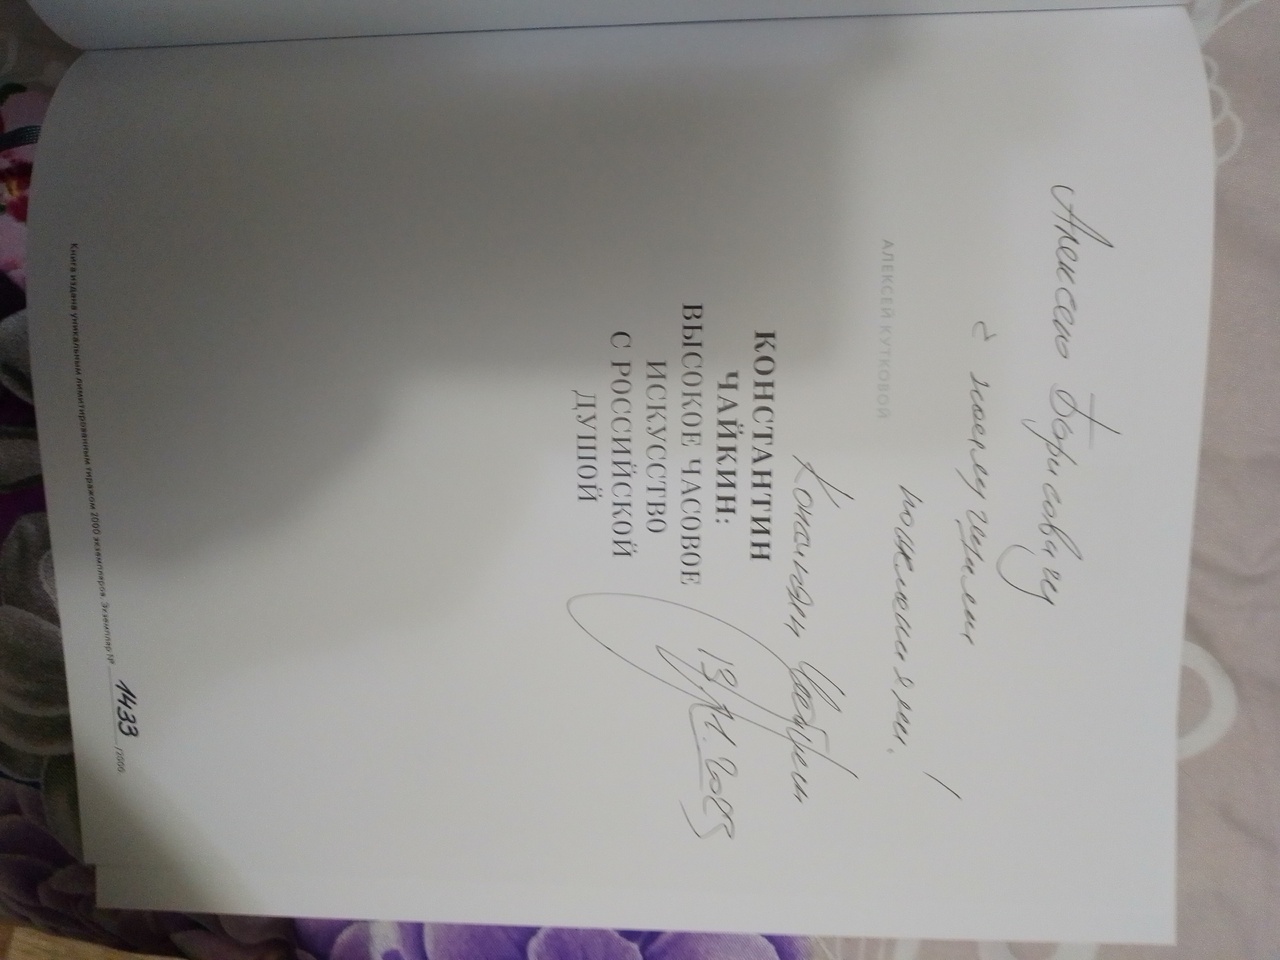 Алексею Борисовичу
с наилучшими
пожеланиями!
АЛЕКСЕЙ КУТКОВОЙ
КОНСТАНТИН
ЧАЙКИН:
ВЫСОКОЕ ЧАСОВОЕ
ИСКУССТВО
С РОССИЙСКОЙ
ДУШОЙ
Константин
Книга издана уникальным лимитированным тиражом 2000 экземпляров. Экземпляр № 1433 /2000